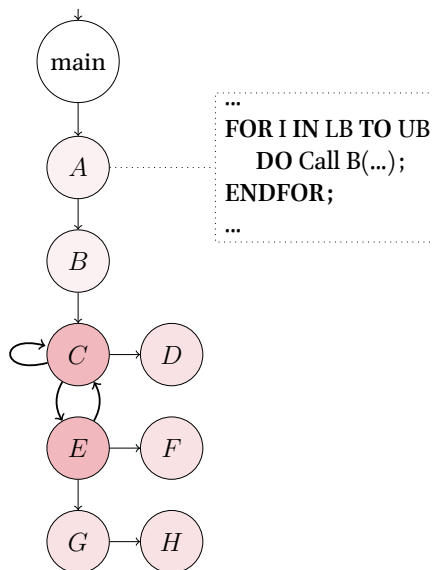 main
...
FOR I IN LB TO UB
DO Call B(...);
ENDFOR;
...
A
B
C
D
E
F
G
H